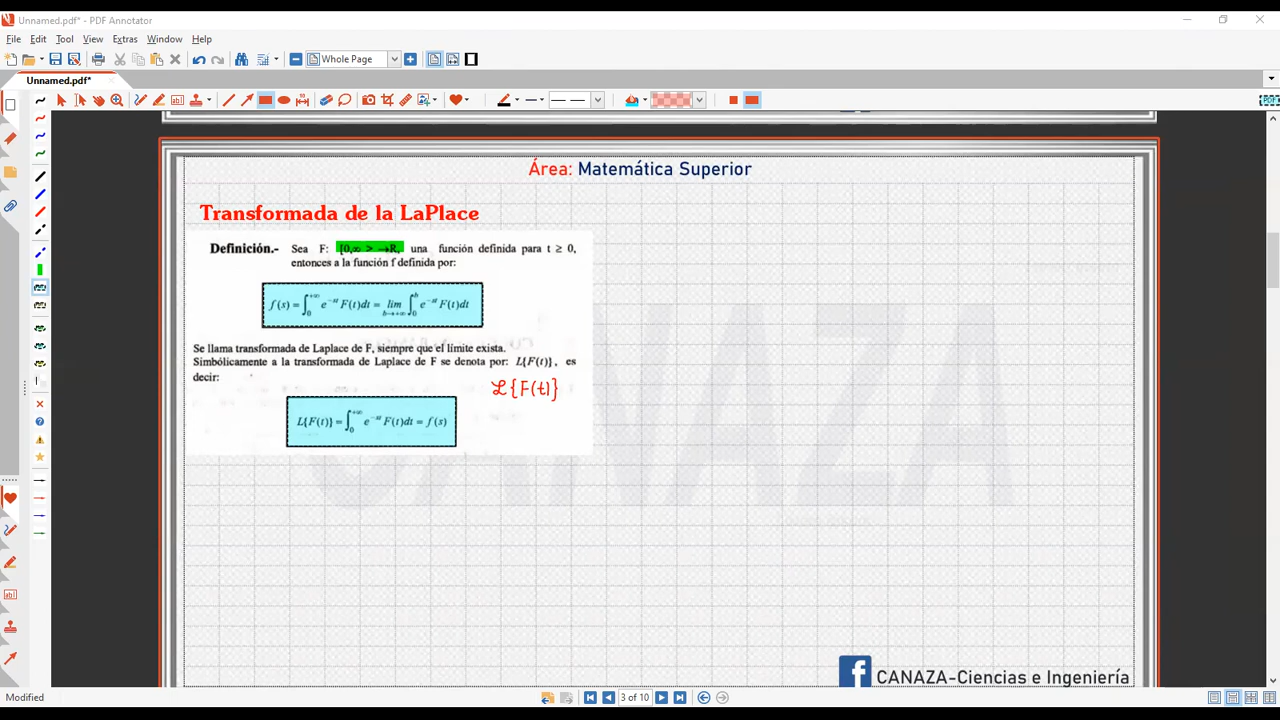 Unnamed.pdf* - PDF Annotator
File Edit Tool View Extras Window Help
Whole Page
Unnamed.pdf*
Área: Matemática Superior
Transformada de la LaPlace
Definición.- Sea F: [0,∞ > →R, una función definida para t ≥ 0,
entonces a la función f definida por:
f(s) = ∫₀^{+∞} e^{-st} F(t)dt = lim_{b→+∞} ∫₀^b e^{-st} F(t)dt
Se llama transformada de Laplace de F, siempre que el límite exista.
Simbólicamente a la transformada de Laplace de F se denota por: L{F(t)}, es
decir:
ℒ{F(t)}
L{F(t)} = ∫₀^{+∞} e^{-st} F(t)dt = f(s)
CANAZA
CANAZA-Ciencias e Ingeniería
Modified
3 of 10